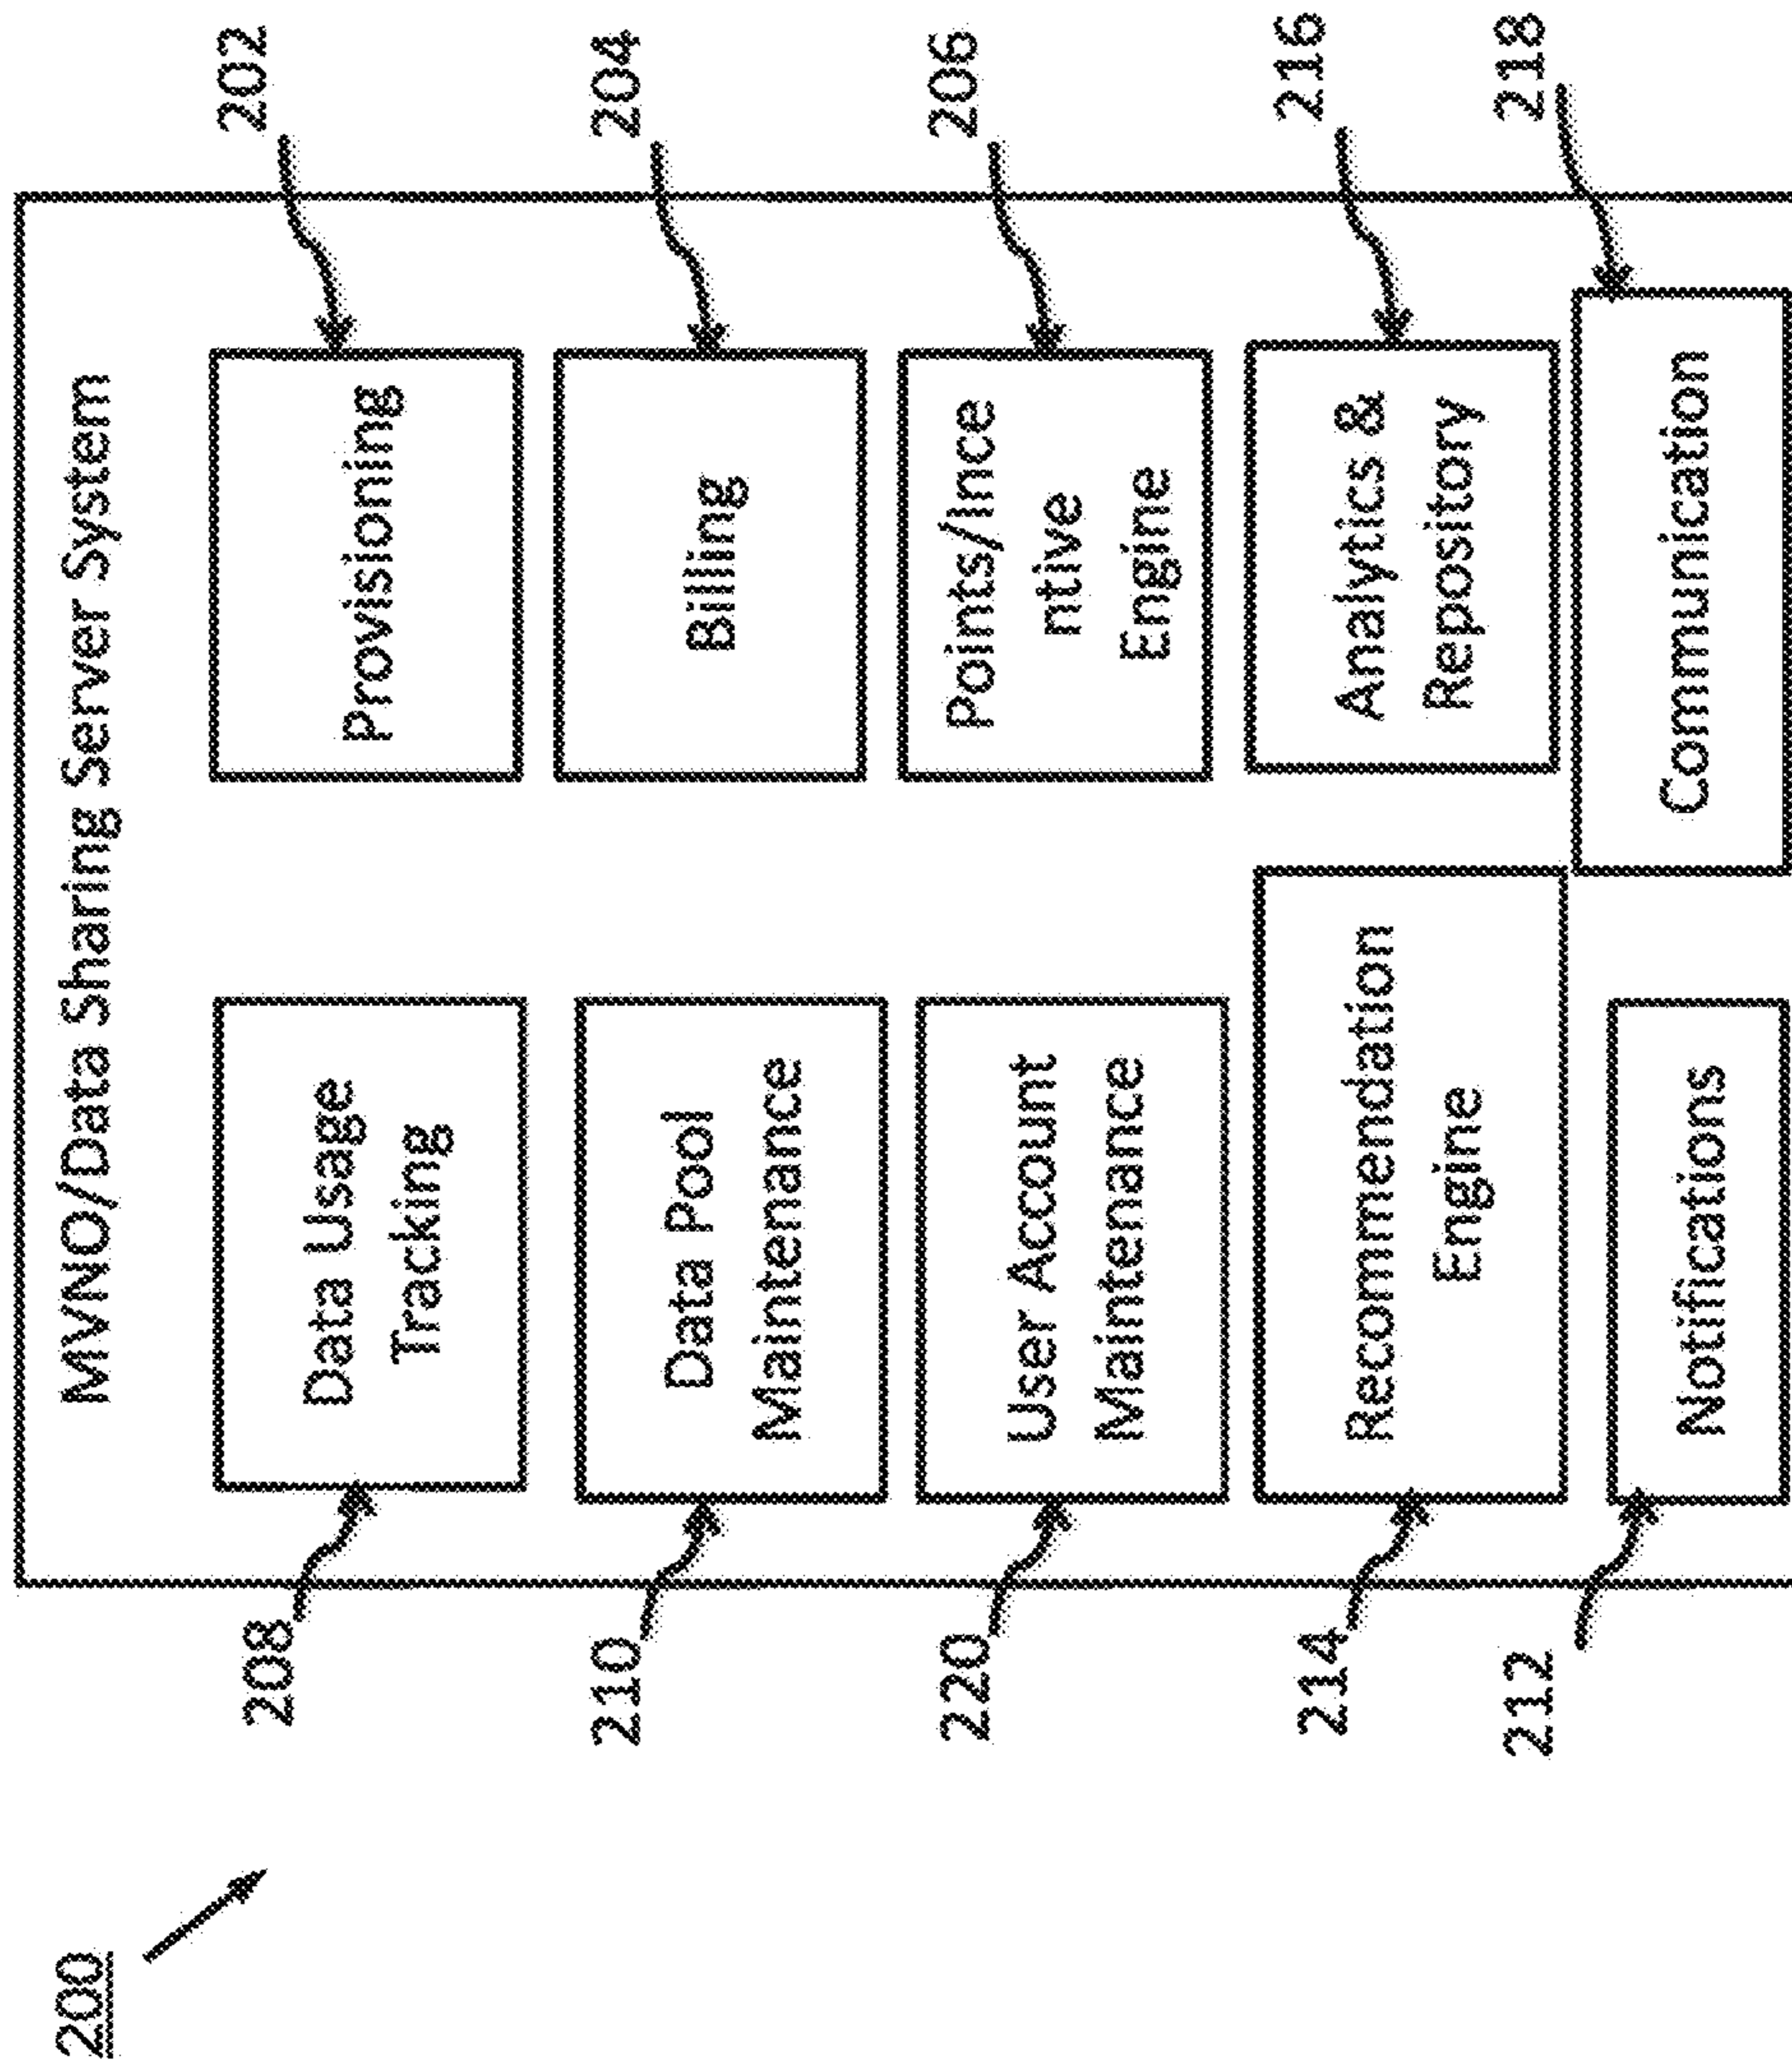 200
MVNO/Data Sharing Server System
208
Data Usage
Tracking
Provisioning
202
210
Data Pool
Maintenance
Billing
204
220
User Account
Maintenance
Points/Ince
ntive
Engine
206
214
Recommendation
Engine
Analytics &
Repository
216
212
Notifications
Communication
218